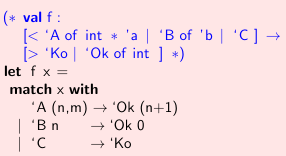 (* val f :
[< `A of int * 'a | `B of 'b | `C ] →
[> `Ko | `Ok of int ] *)
let f x =
match x with
`A (n,m) → `Ok (n+1)
| `B n → `Ok 0
| `C → `Ko